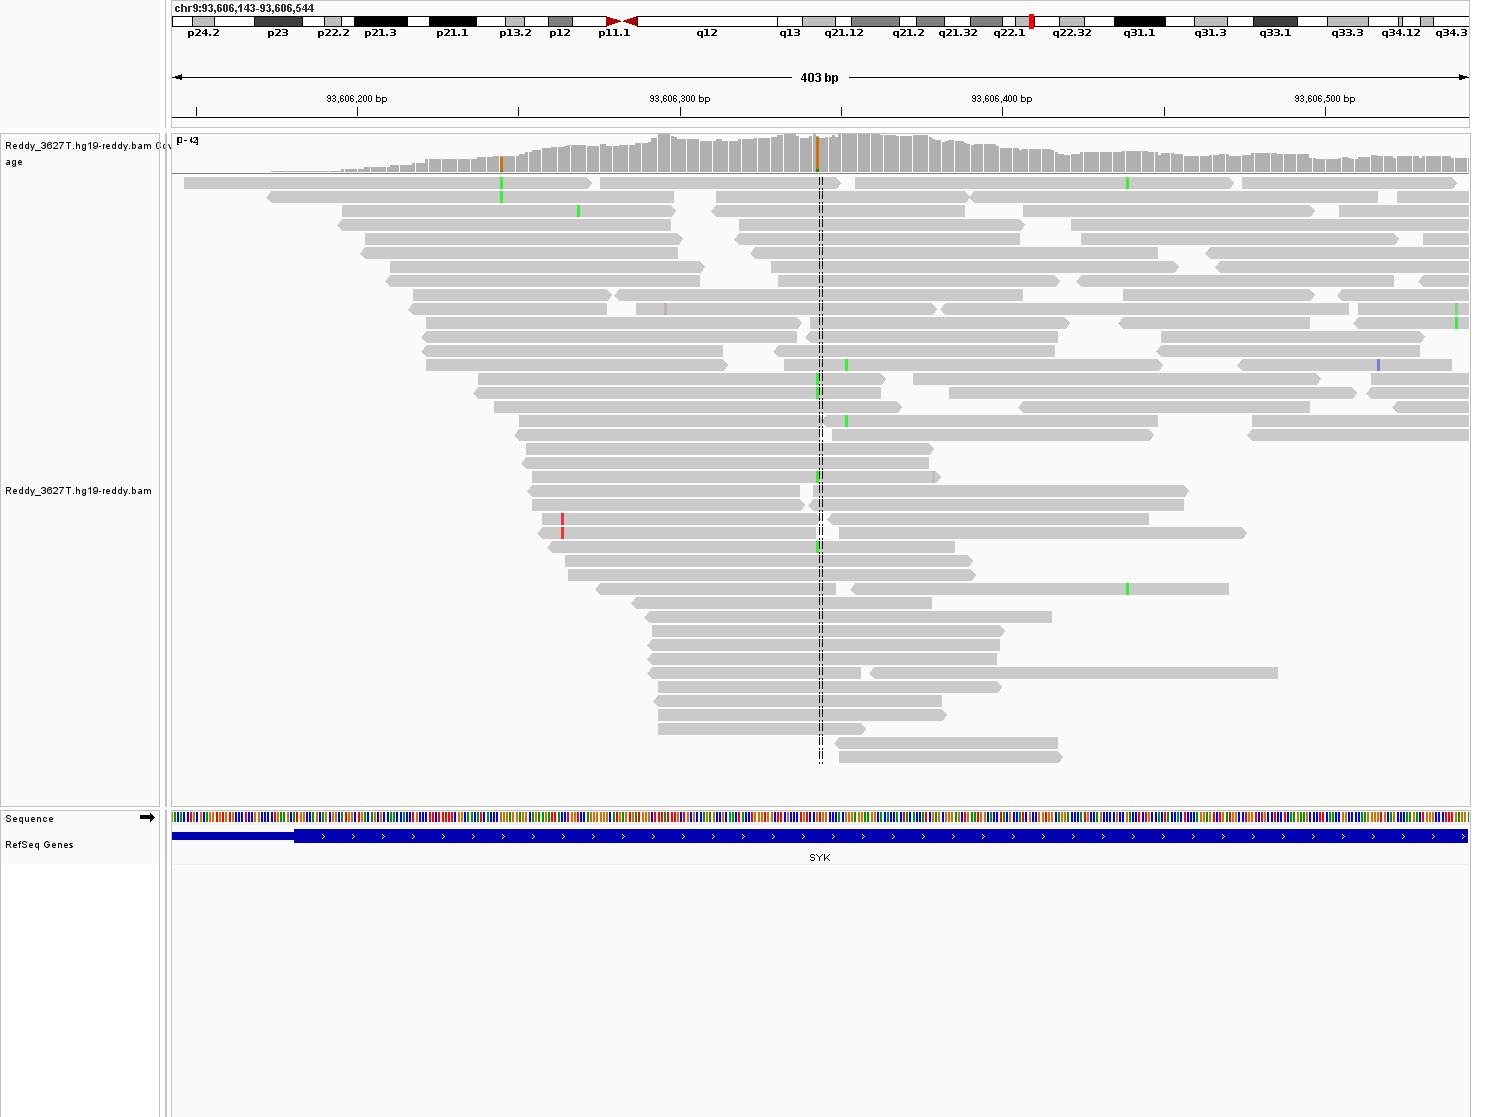 chr9:93,606,143-93,606,544
p24.2 p23 p22.2 p21.3 p21.1 p13.2 p12 p11.1 q12 q13 q21.12 q21.2 q21.32 q22.1 q22.32 q31.1 q31.3 q33.1 q33.3 q34.12 q34.3
403 bp
93,606,200 bp 93,606,300 bp 93,606,400 bp 93,606,500 bp
Reddy_3627T.hg19-reddy.bam Cov
age
[0 - 42]
Reddy_3627T.hg19-reddy.bam
Sequence
RefSeq Genes
SYK